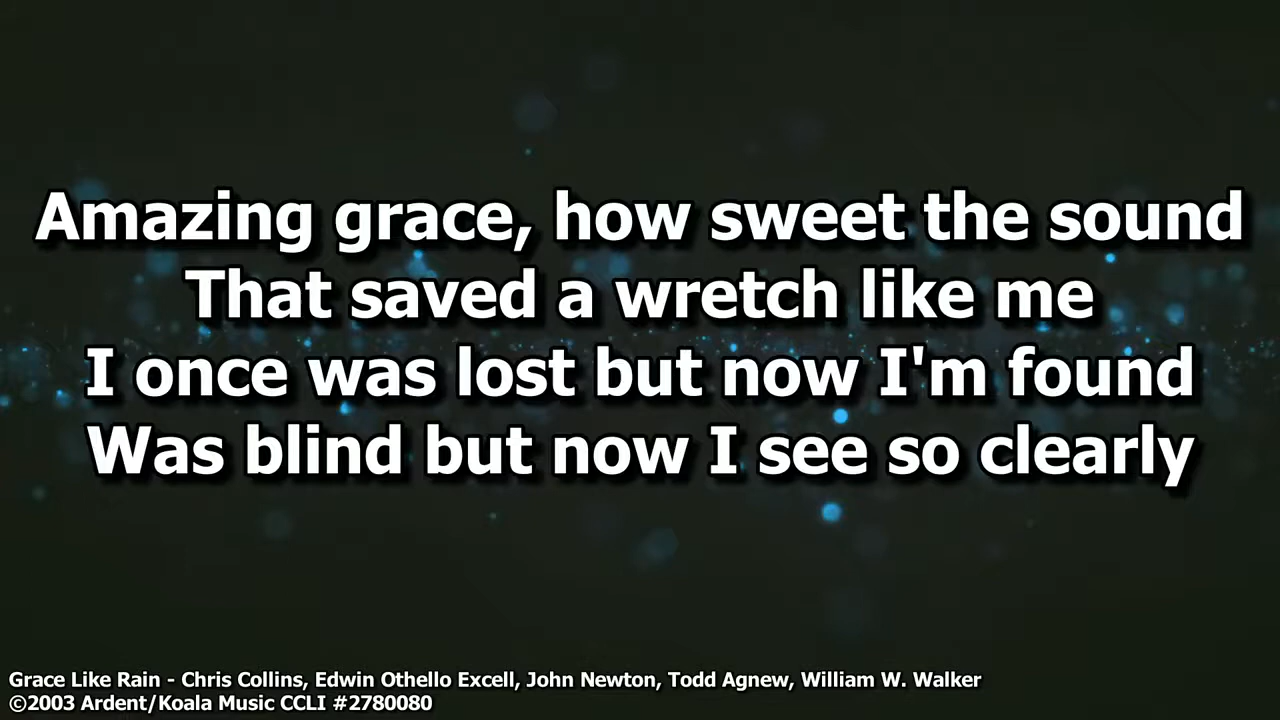 Amazing grace, how sweet the sound
That saved a wretch like me
I once was lost but now I'm found
Was blind but now I see so clearly
Grace Like Rain - Chris Collins, Edwin Othello Excell, John Newton, Todd Agnew, William W. Walker
©2003 Ardent/Koala Music CCLI #2780080